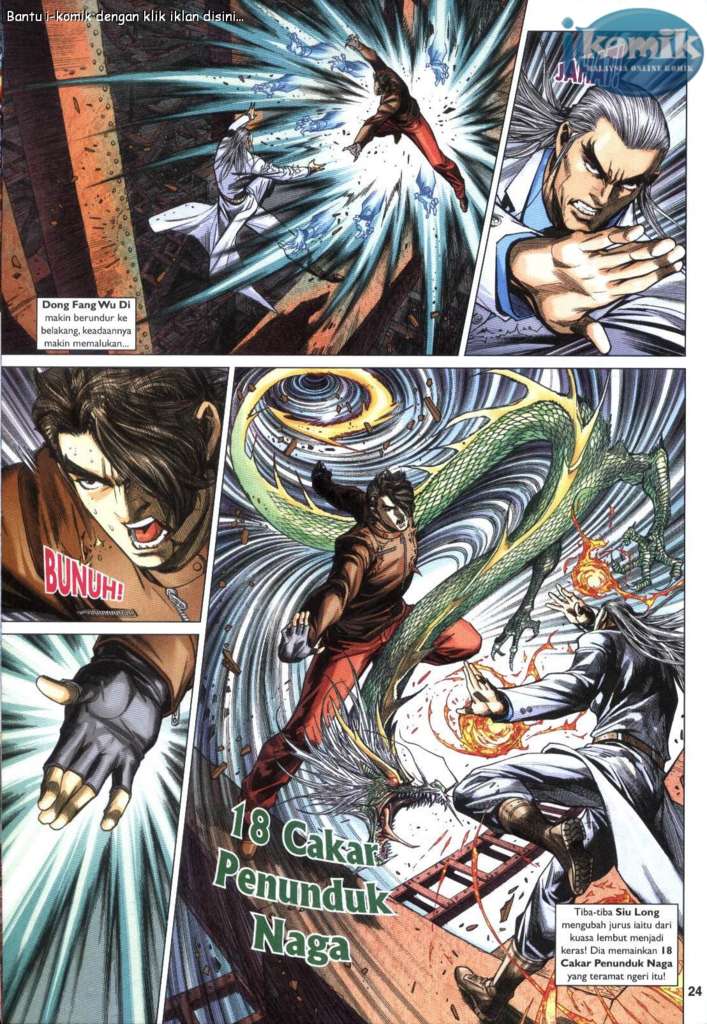 Bantu i-komik dengan klik iklan disini...
ikomik
MALAYSIA ONLINE KOMIK
Dong Fang Wu Di
makin berundur ke
belakang, keadaannya
makin memalukan...
BUNUH!
18 Cakar
Penunduk
Naga
Tiba-tiba Siu Long
mengubah jurus iaitu dari
kuasa lembut menjadi
keras! Dia memainkan 18
Cakar Penunduk Naga
yang teramat ngeri itu!
24